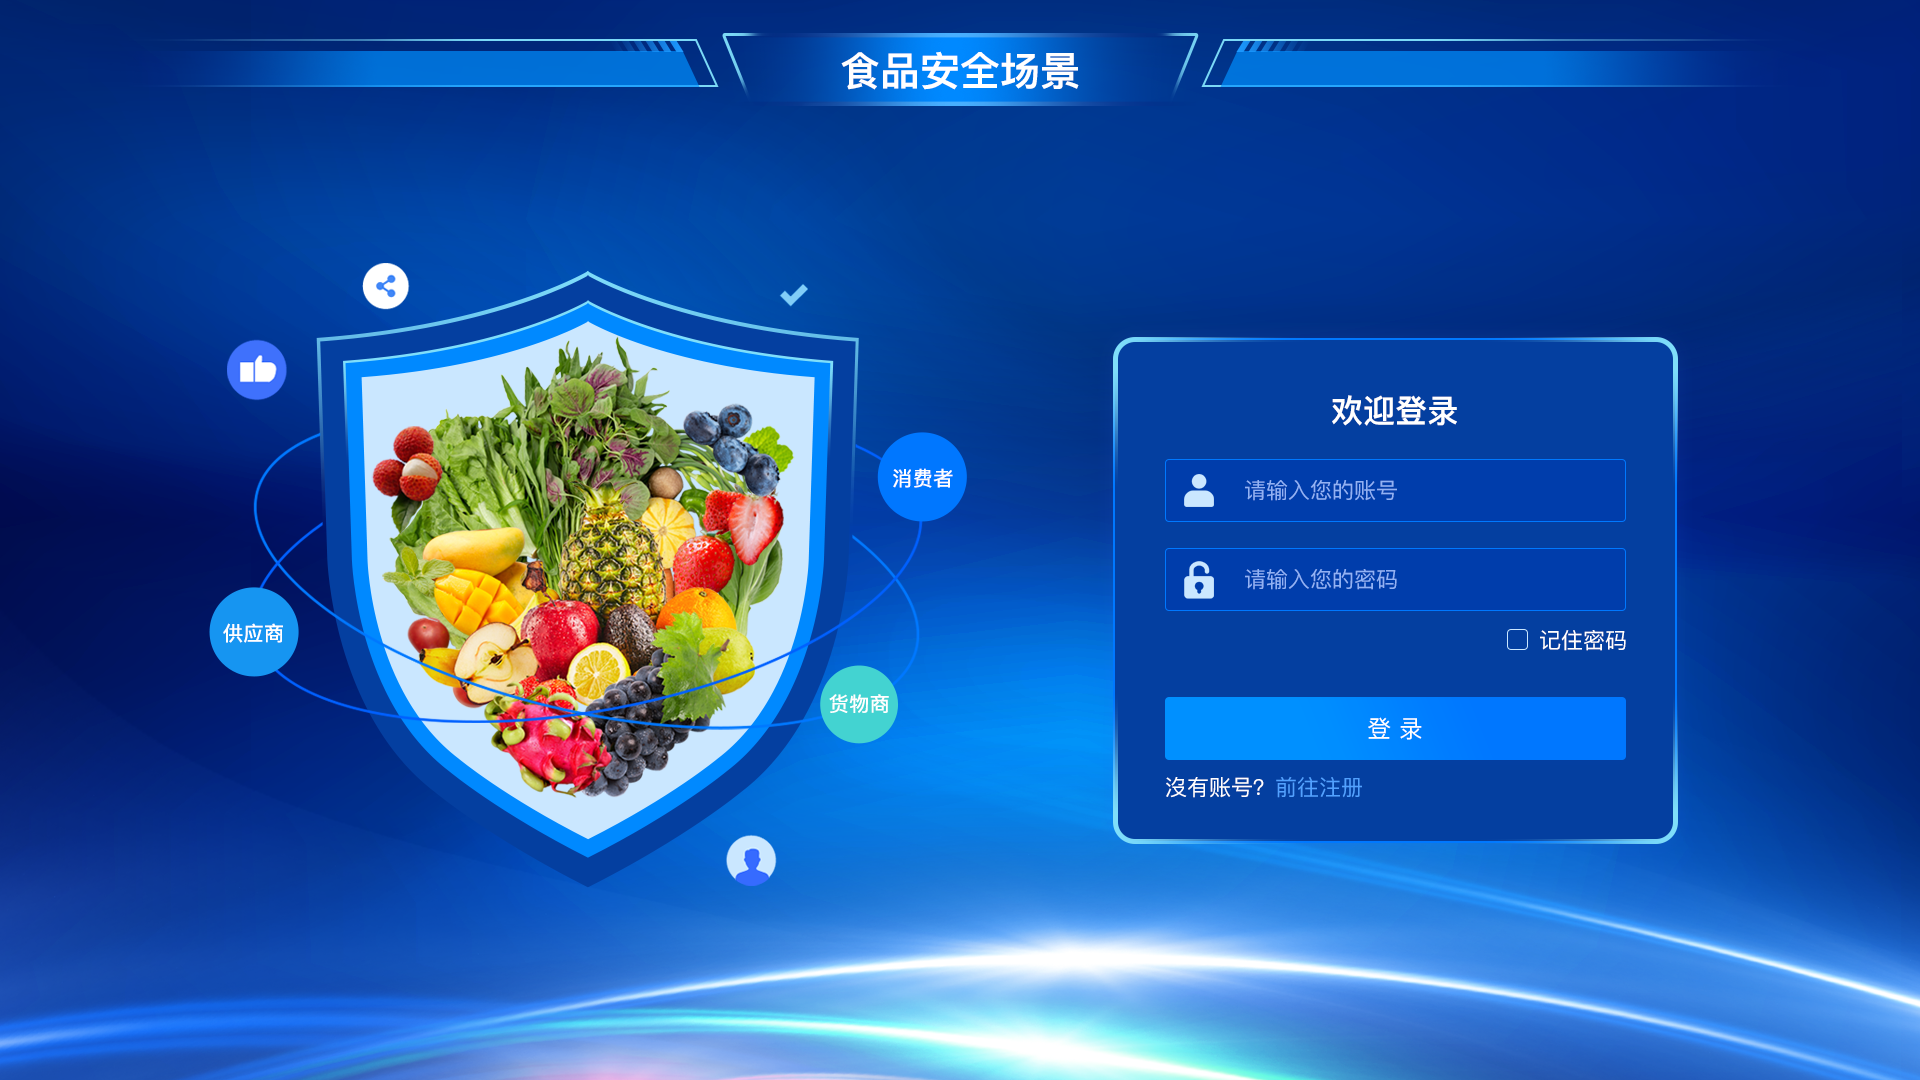 食品安全场景
消费者
供应商
货物商
欢迎登录
请输入您的账号
请输入您的密码
记住密码
登 录
沒有账号? 前往注册